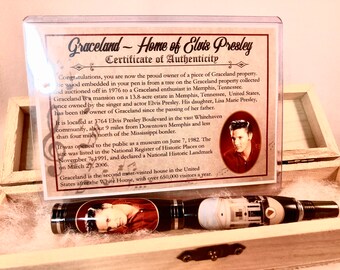 Graceland ~ Home of Elvis Presley
Certificate of Authenticity
Congratulations, you are now the proud owner of a piece of Graceland property.
The wood embedded in your pen is from a tree on the Graceland property collected
and auctioned off in 1976 to a Graceland enthusiast in Memphis, Tennessee.
Graceland is a mansion on a 13.8-acre estate in Memphis, Tennessee, United States,
once owned by the singer and actor Elvis Presley. His daughter, Lisa Marie Presley,
has been the owner of Graceland since the passing of her father.
It is located at 3764 Elvis Presley Boulevard in the vast Whitehaven
community, about 9 miles from Downtown Memphis and less
than four miles north of the Mississippi border.
It was opened to the public as a museum on June 7, 1982. The
site was listed in the National Register of Historic Places on
November 7, 1991, and declared a National Historic Landmark
on March 27, 2006.
Graceland is the second most-visited house in the United
States after the White House, with over 650,000 visitors a year.